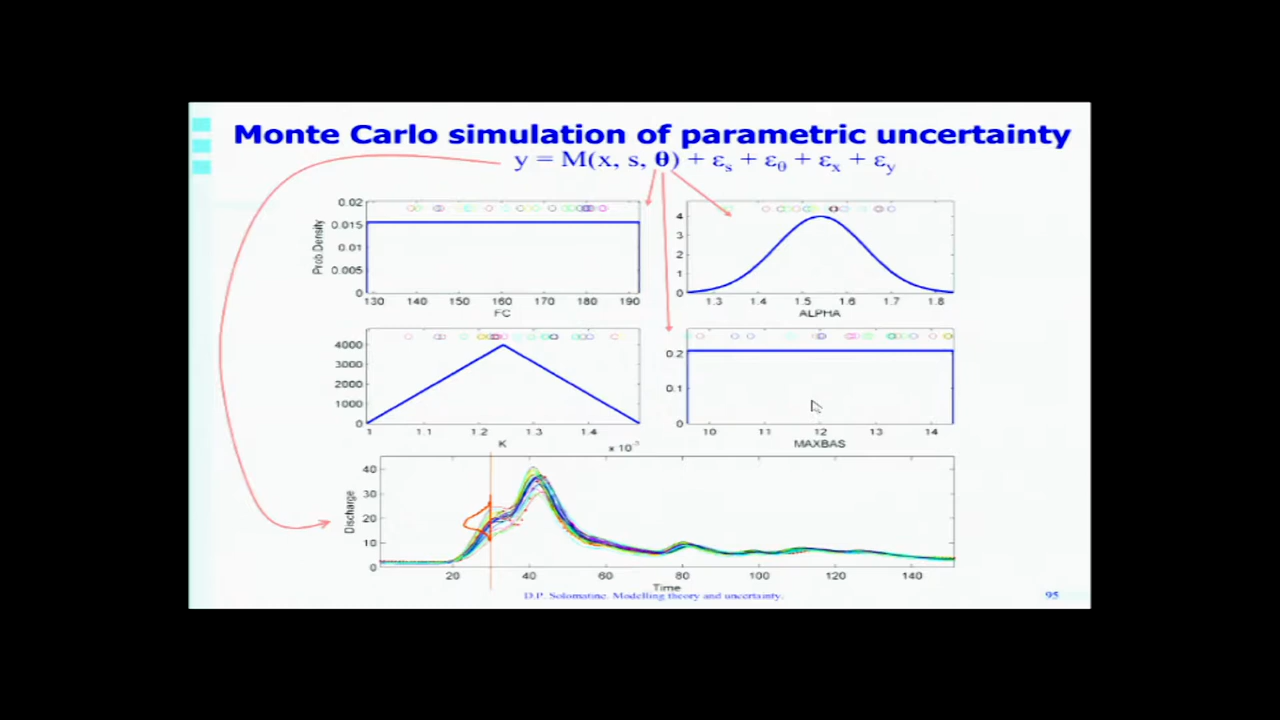 Monte Carlo simulation of parametric uncertainty
y = M(x, s, θ) + εs + εθ + εx + εy
0.02
0.015
0.01
0.005
0
Prob.Density
130 140 150 160 170 180 190
FC
4
3
2
1
0
1.3 1.4 1.5 1.6 1.7 1.8
ALPHA
4000
3000
2000
1000
0
1 1.1 1.2 1.3 1.4
K
x 10⁻³
0.2
0.1
0
10 11 12 13 14
MAXBAS
40
30
20
10
0
Discharge
20 40 60 80 100 120 140
Time
D.P. Solomatine. Modelling theory and uncertainty.
95